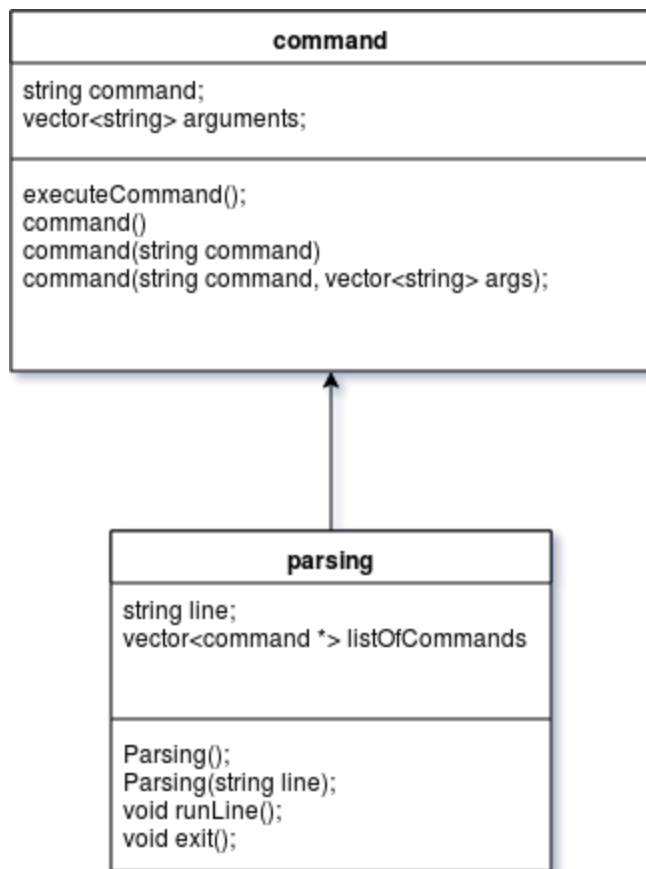 command
string command;
vector<string> arguments;
executeCommand();
command()
command(string command)
command(string command, vector<string> args);
parsing
string line;
vector<command *> listOfCommands
Parsing();
Parsing(string line);
void runLine();
void exit();